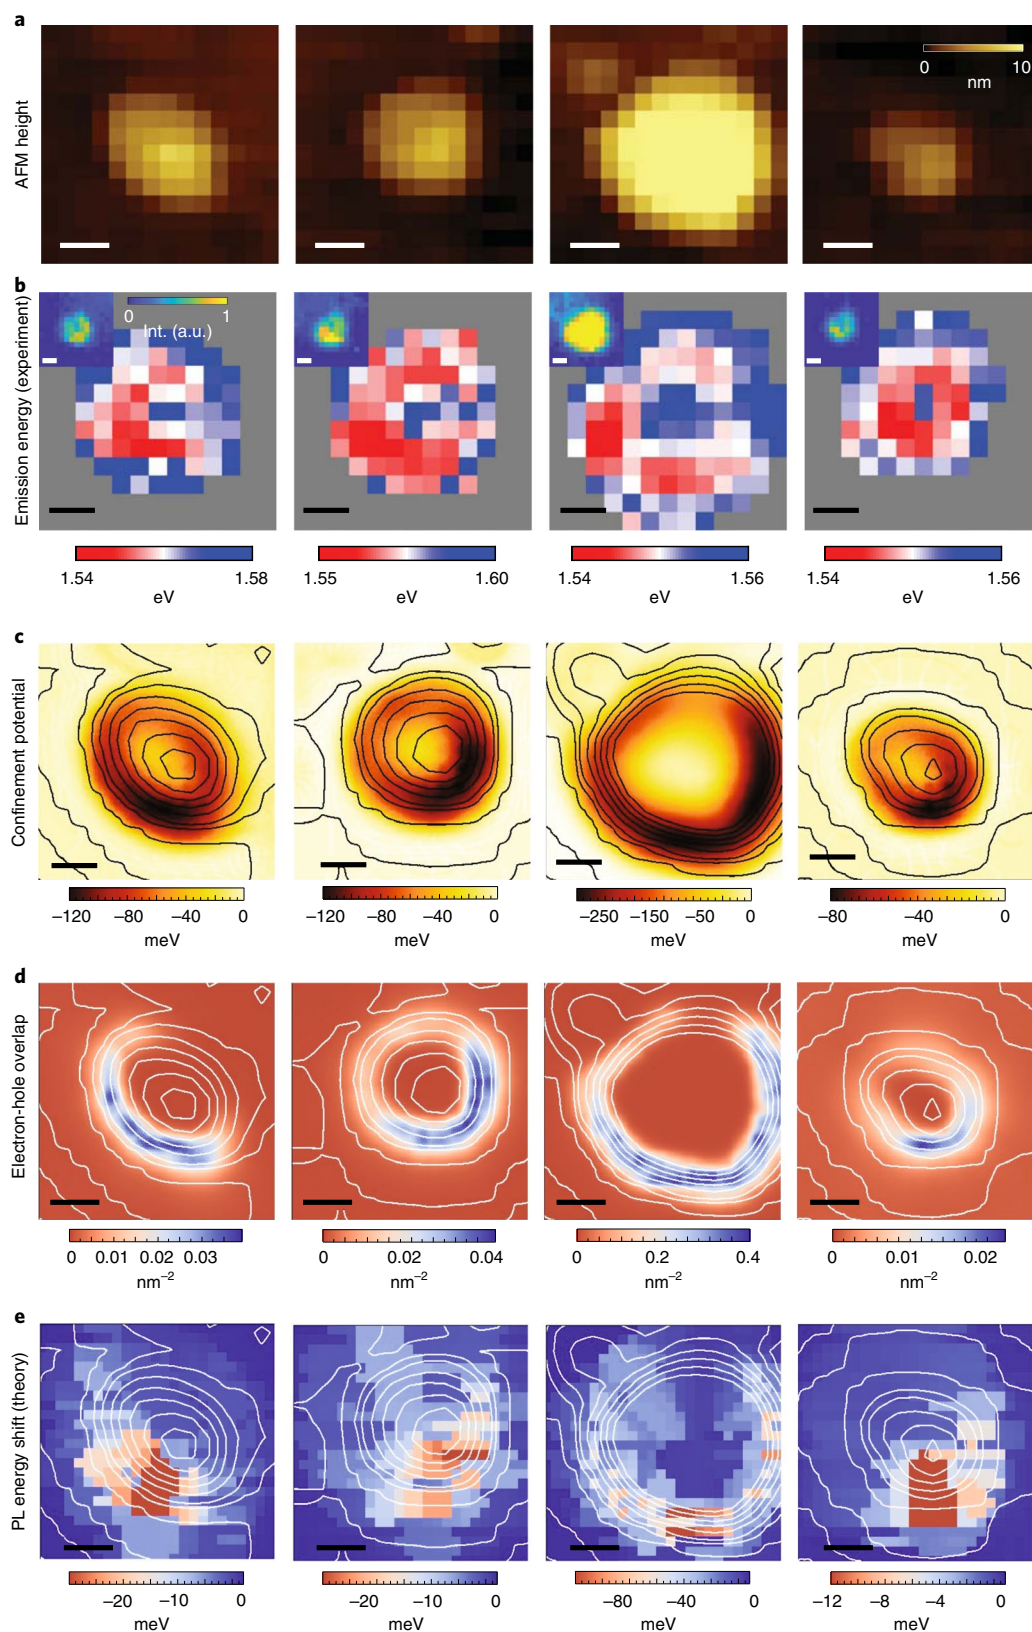 a
AFM height
0 10
nm
b
Emission energy (experiment)
0 1
Int. (a.u.)
1.54 1.58 1.55 1.60 1.54 1.56 1.54 1.56
eV eV eV eV
c
Confinement potential
−120 −80 −40 0 −120 −80 −40 0 −250 −150 −50 0 −80 −40 0
meV meV meV meV
d
Electron-hole overlap
0 0.01 0.02 0.03 0 0.02 0.04 0 0.2 0.4 0 0.01 0.02
nm⁻² nm⁻² nm⁻² nm⁻²
e
PL energy shift (theory)
−20 −10 0 −20 −10 0 −80 −40 0 −12 −8 −4 0
meV meV meV meV